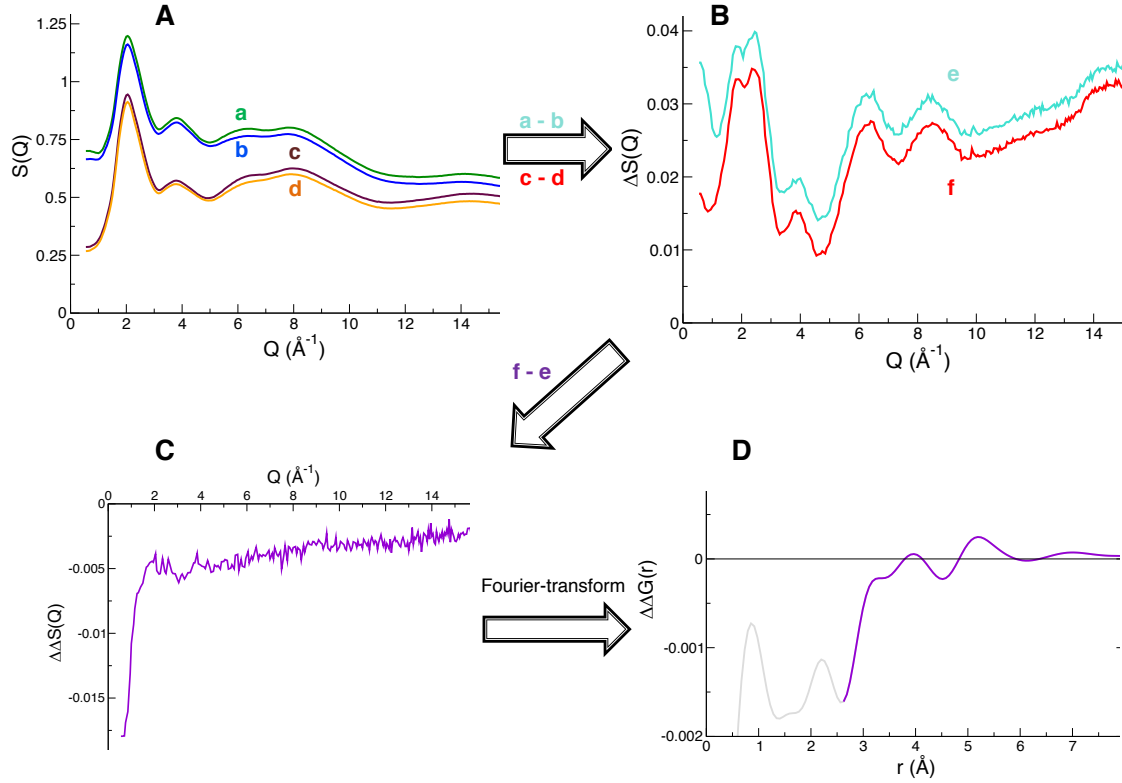 A
S(Q)
1.25
1
0.75
0.5
0.25
0
a
b
c
d
0 2 4 6 8 10 12 14
Q (Å⁻¹)
a - b
c - d
B
ΔS(Q)
0.04
0.03
0.02
0.01
0
e
f
0 2 4 6 8 10 12 14
Q (Å⁻¹)
f - e
C
Q (Å⁻¹)
0 2 4 6 8 10 12 14
ΔΔS(Q)
0
-0.005
-0.01
-0.015
Fourier-transform
D
ΔΔG(r)
0
-0.001
-0.002
0 1 2 3 4 5 6 7
r (Å)